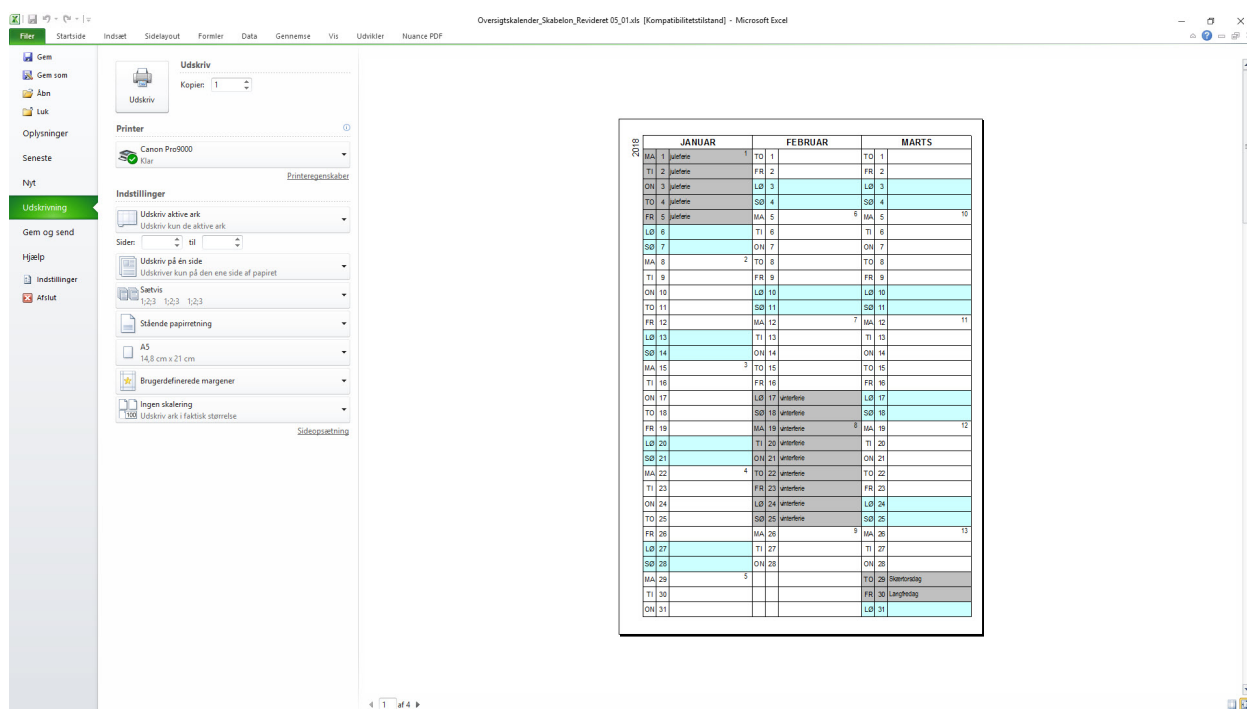 Oversigtskalender_Skabelon_Revideret 05_01.xls [Kompatibilitetstilstand] - Microsoft Excel
Filer Startside Indsæt Sidelayout Formler Data Gennemse Vis Udvikler Nuance PDF
Gem
Gem som
Åbn
Luk
Oplysninger
Seneste
Nyt
Udskrivning
Gem og send
Hjælp
Indstillinger
Afslut
Udskriv
Udskriv
Kopier: 1
Printer
Canon Pro9000
Klar
Printeregenskaber
Indstillinger
Udskriv aktive ark
Udskriv kun de aktive ark
Sider: til
Udskriv på én side
Udskriver kun på den ene side af papiret
Sætvis
1;2;3 1;2;3 1;2;3
Stående papirretning
A5
14,8 cm x 21 cm
Brugerdefinerede margener
Ingen skalering
100 Udskriv ark i faktisk størrelse
Sideopsætning
2018
JANUAR FEBRUAR MARTS
MA 1 juleferie 1 TO 1 TO 1
TI 2 juleferie FR 2 FR 2
ON 3 juleferie LØ 3 LØ 3
TO 4 juleferie SØ 4 SØ 4
FR 5 juleferie MA 5 6 MA 5 10
LØ 6 TI 6 TI 6
SØ 7 ON 7 ON 7
MA 8 2 TO 8 TO 8
TI 9 FR 9 FR 9
ON 10 LØ 10 LØ 10
TO 11 SØ 11 SØ 11
FR 12 MA 12 7 MA 12 11
LØ 13 TI 13 TI 13
SØ 14 ON 14 ON 14
MA 15 3 TO 15 TO 15
TI 16 FR 16 FR 16
ON 17 LØ 17 vinterferie LØ 17
TO 18 SØ 18 vinterferie SØ 18
FR 19 MA 19 vinterferie 8 MA 19 12
LØ 20 TI 20 vinterferie TI 20
SØ 21 ON 21 vinterferie ON 21
MA 22 4 TO 22 vinterferie TO 22
TI 23 FR 23 vinterferie FR 23
ON 24 LØ 24 vinterferie LØ 24
TO 25 SØ 25 vinterferie SØ 25
FR 26 MA 26 9 MA 26 13
LØ 27 TI 27 TI 27
SØ 28 ON 28 ON 28
MA 29 5 TO 29 Skærtorsdag
TI 30 FR 30 Langfredag
ON 31 LØ 31
1 af 4